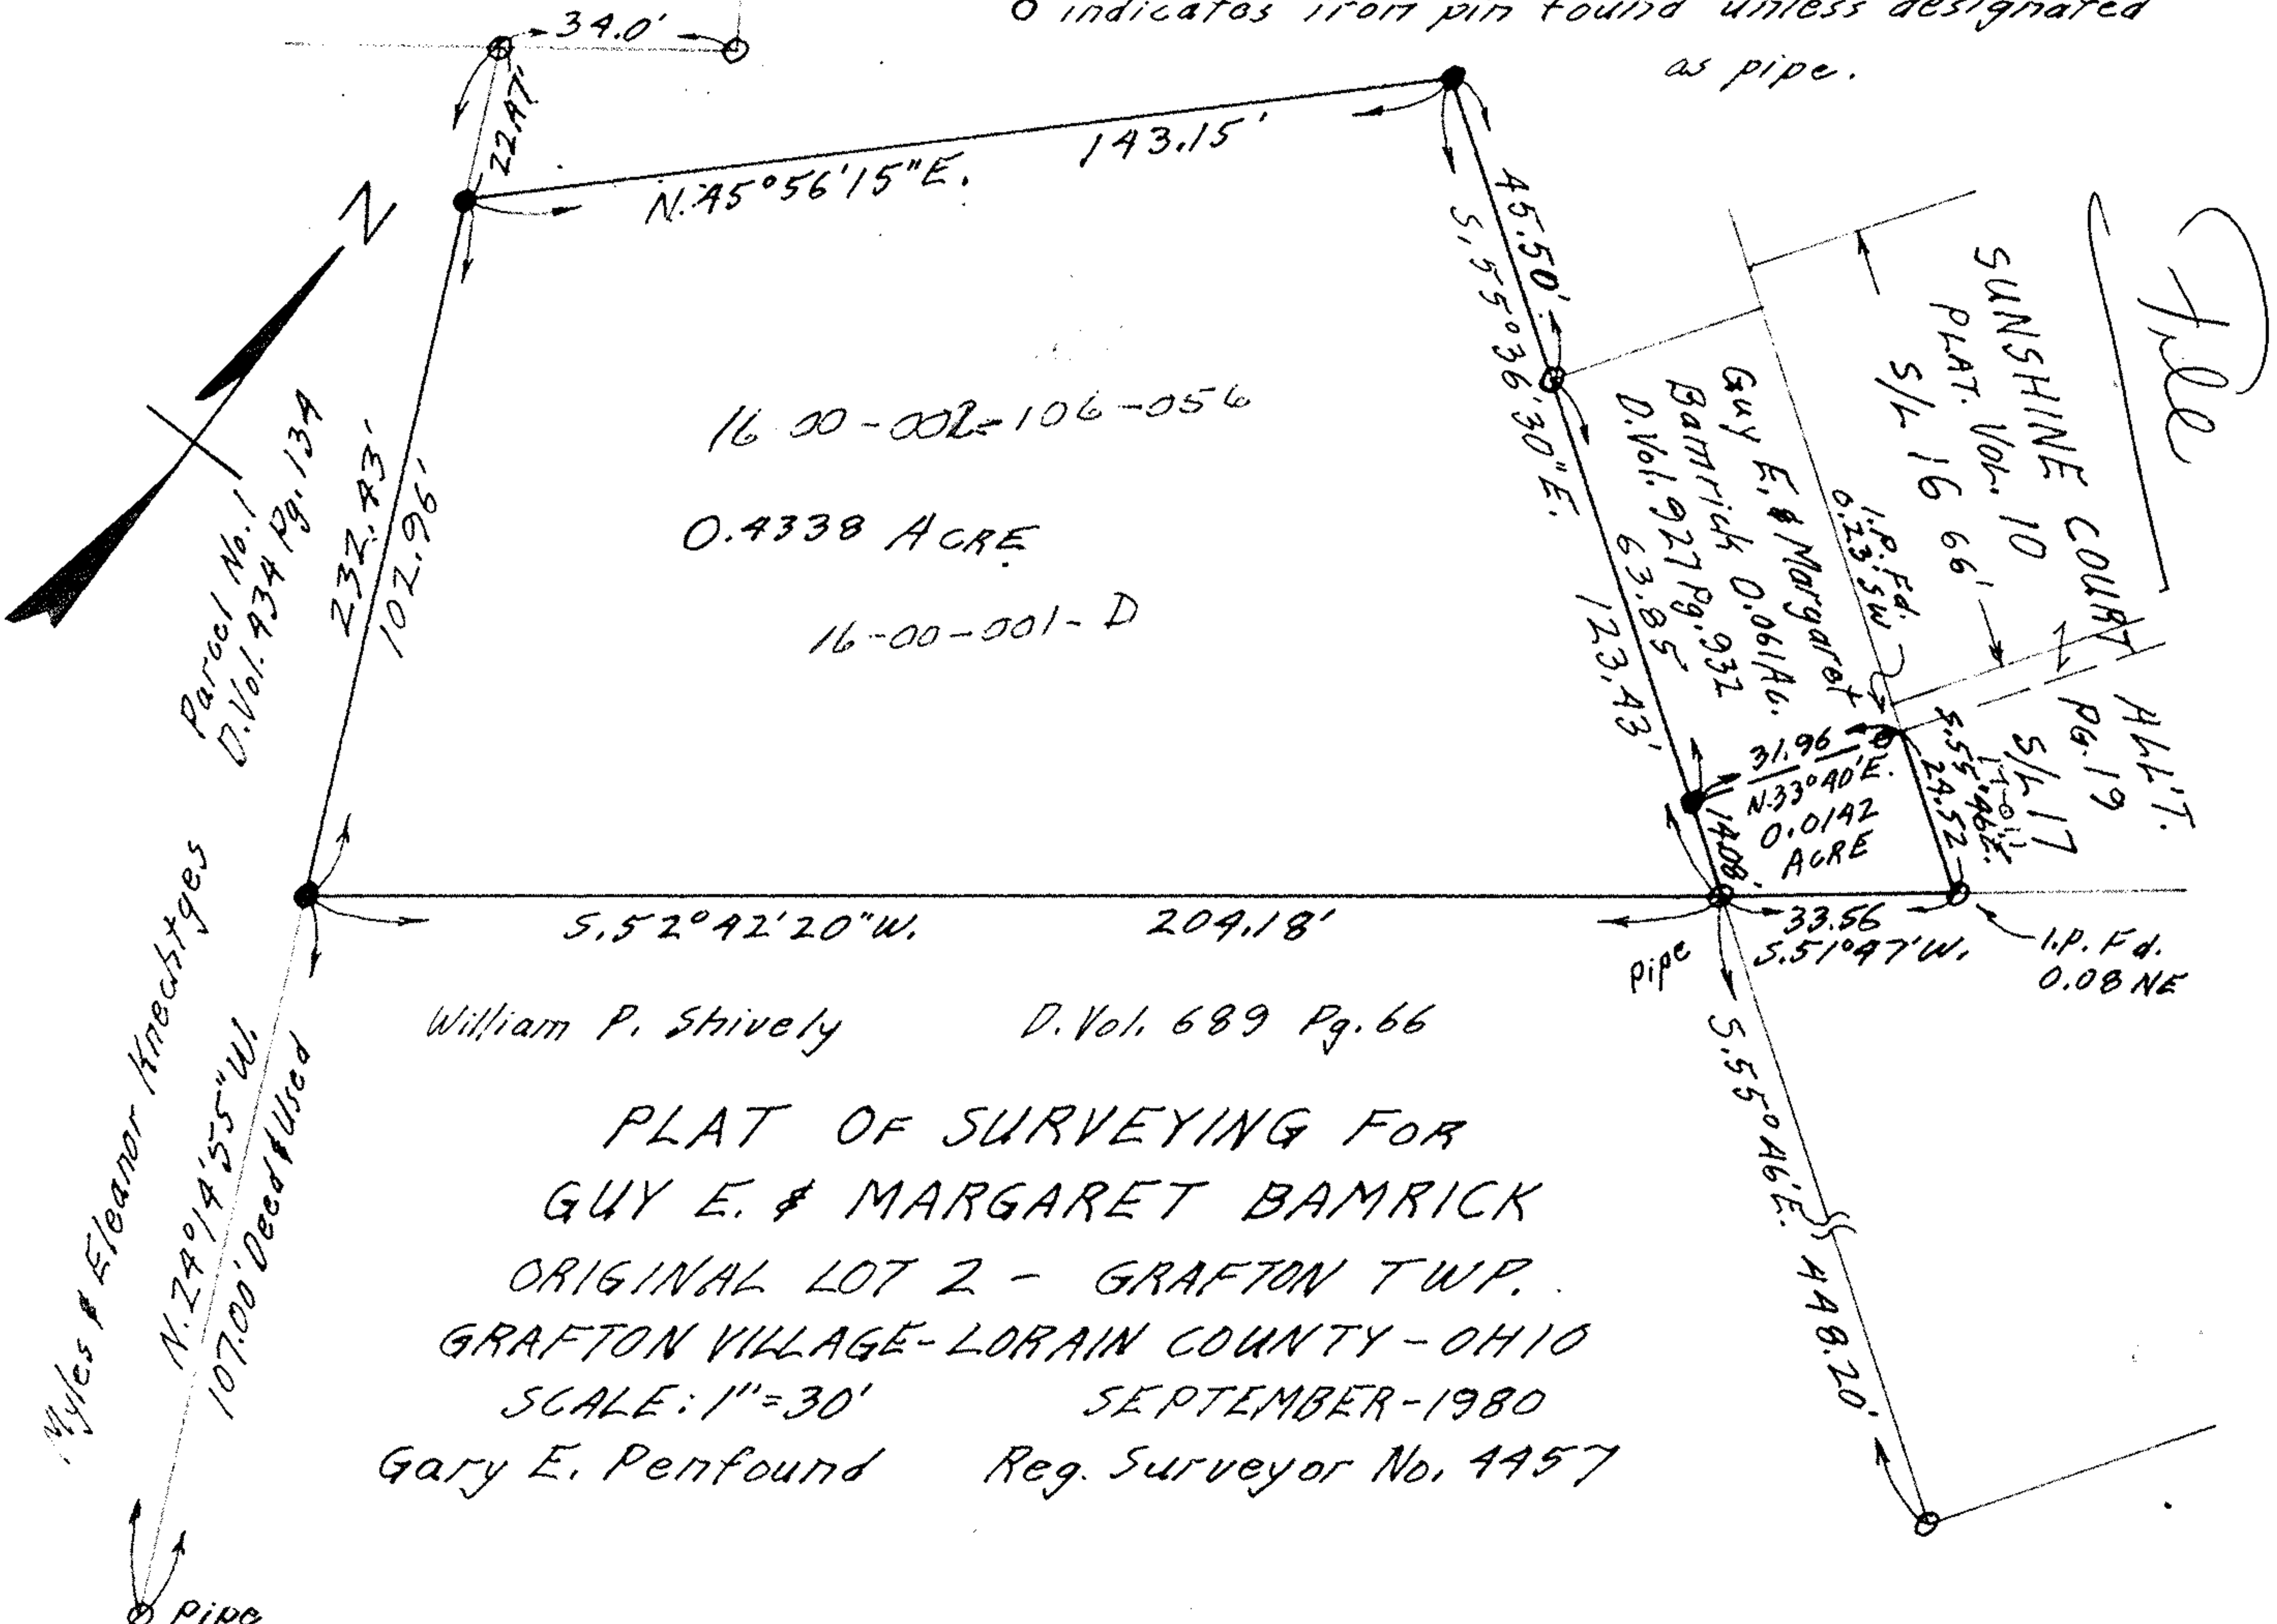 O indicates iron pin found unless designated
as pipe.
34.0'
22.47'
N
N.45°56'15"E.
143.15'
45.50'
S.55°36'30"E.
63.85
123.43'
SUNSHINE COURT ALL'T.
PLAT. VOL. 10 PG. 19
S/L 16 66'
S/L 17
File
Guy E. & Margaret
Bamrick 0.061Ac.
D.Vol. 927 Pg. 932
I.P. Fd.
0.23' SW
16-00-002-106-056
0.4338 ACRE
16-00-001-D
Parcel No. 1
D.Vol. 434 Pg. 134
232.43'
102.96'
31.96
N.33°40'E.
0.0142
ACRE
14.08'
S.55°46'E.
24.52
S.52°42'20"W.
204.18'
pipe
33.56
S.51°47'W.
I.P. Fd.
0.08 NE
Myles & Eleanor Knechtges
N.24°14'55"W.
107.00' Deed & Used
William P. Shively D.Vol. 689 Pg. 66
S.55°46'E. 448.20'
PLAT OF SURVEYING FOR
GUY E. & MARGARET BAMRICK
ORIGINAL LOT 2 - GRAFTON TWP.
GRAFTON VILLAGE - LORAIN COUNTY - OHIO
SCALE: 1"=30' SEPTEMBER-1980
Gary E. Penfound Reg. Surveyor No. 4457
pipe